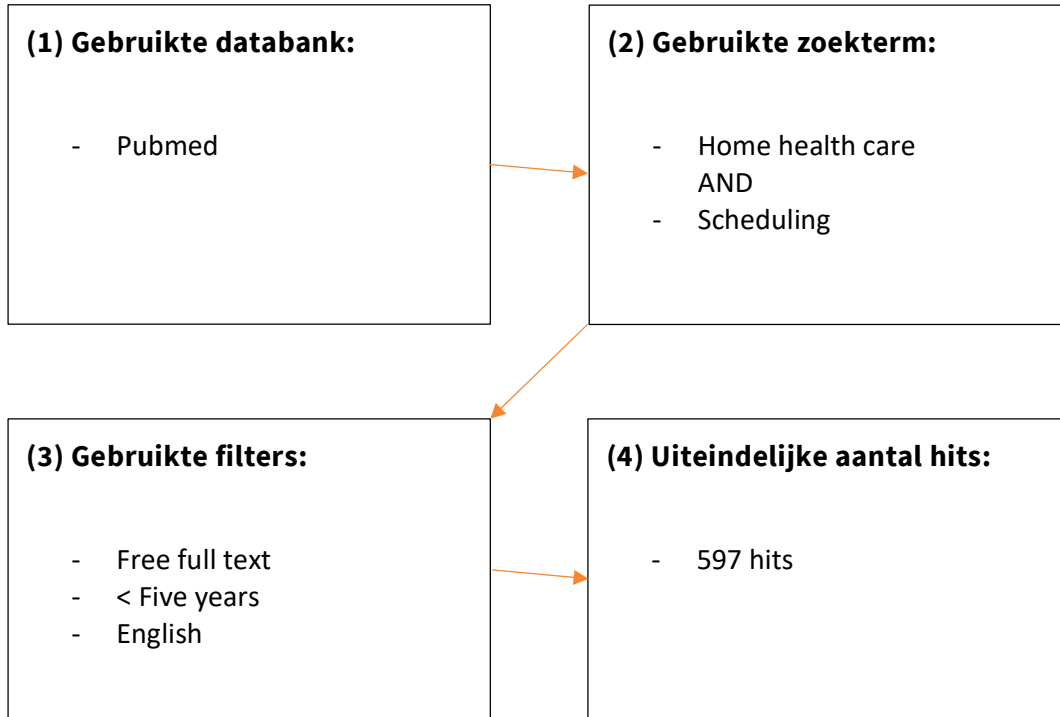 (1) Gebruikte databank:
- Pubmed
(2) Gebruikte zoekterm:
- Home health care
AND
- Scheduling
(3) Gebruikte filters:
- Free full text
- < Five years
- English
(4) Uiteindelijke aantal hits:
- 597 hits